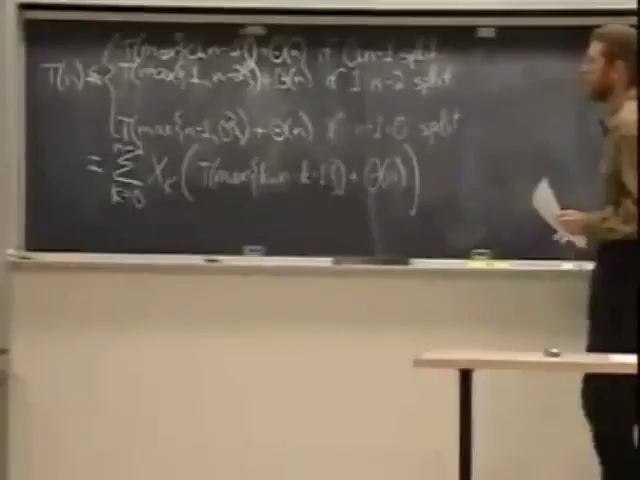 T(max{0,n-1}) + Θ(n) if 0 n-1 split
T(n) ≤ { T(max{1,n-2}) + Θ(n) if 1 n-2 split
T(max{n-1,0}) + Θ(n) if n-1 0 split
= ∑_{k=0}^{n-1} X_k (T(max{k,n-k-1}) + Θ(n))